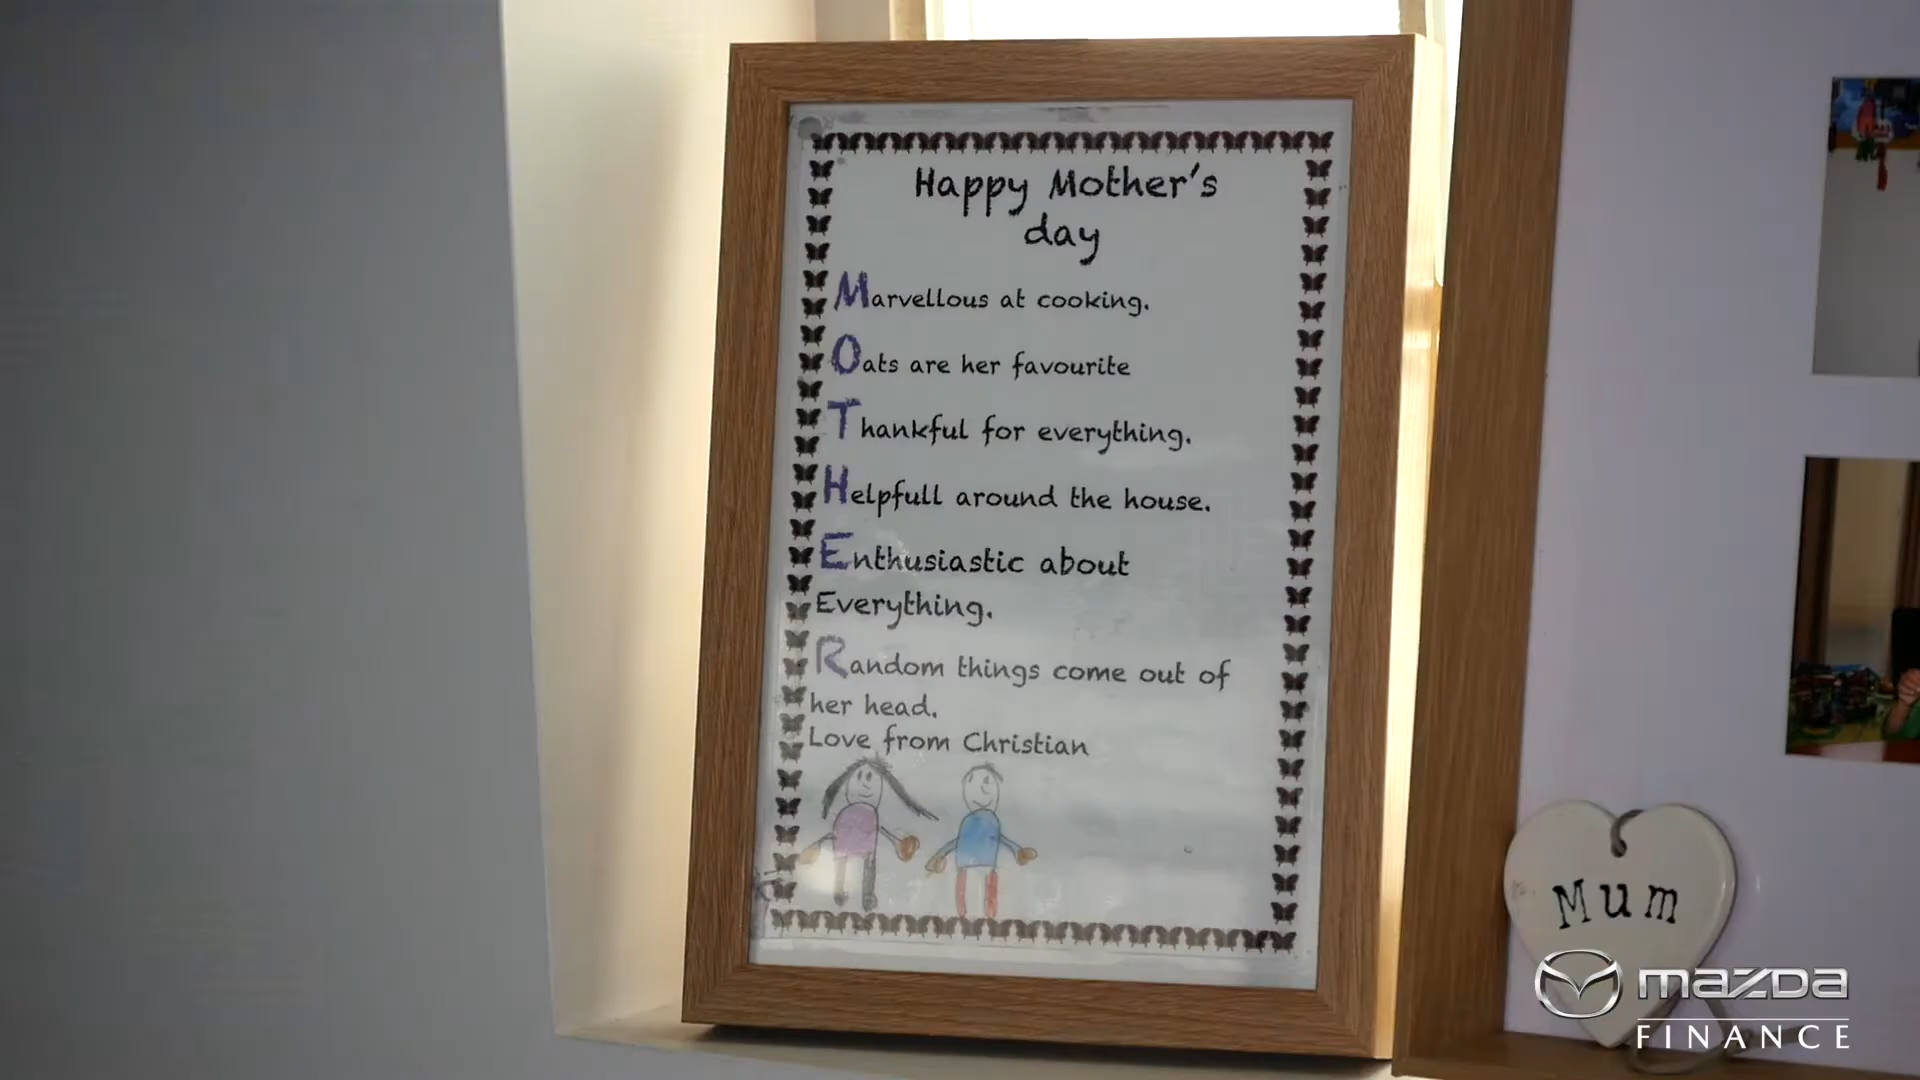 Happy Mother's
day
Marvellous at cooking.
Oats are her favourite
Thankful for everything.
Helpfull around the house.
Enthusiastic about
Everything.
Random things come out of
her head.
Love from Christian
Mum
mazda
FINANCE